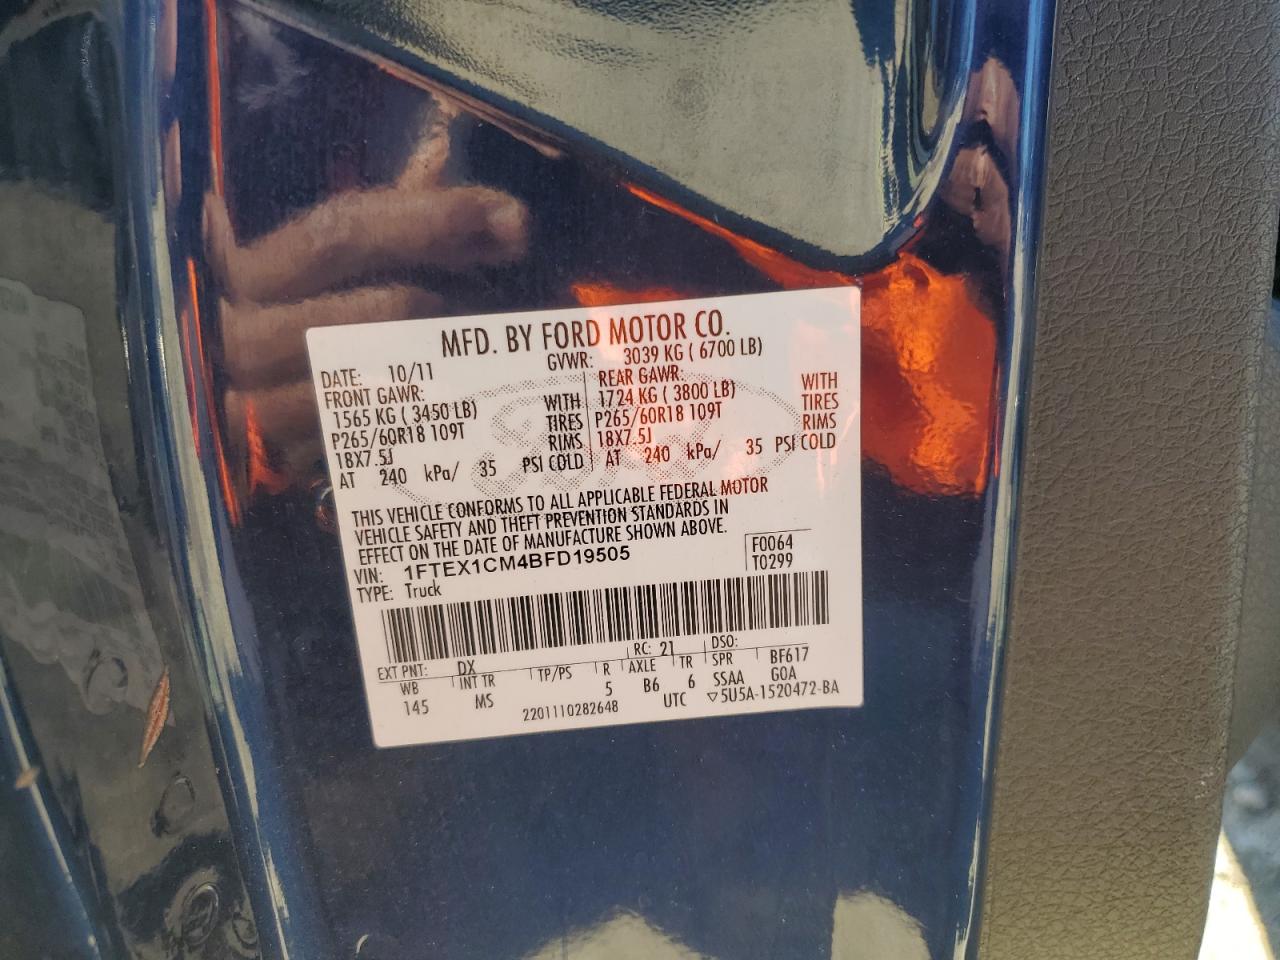 MFD. BY FORD MOTOR CO.
DATE: 10/11 GVWR: 3039 KG ( 6700 LB)
FRONT GAWR: REAR GAWR:
1565 KG ( 3450 LB) WITH 1724 KG ( 3800 LB) WITH
P265/60R18 109T TIRES P265/60R18 109T TIRES
18X7.5J RIMS 18X7.5J RIMS
AT 240 kPa/ 35 PSI COLD AT 240 kPa/ 35 PSI COLD
THIS VEHICLE CONFORMS TO ALL APPLICABLE FEDERAL MOTOR
VEHICLE SAFETY AND THEFT PREVENTION STANDARDS IN
EFFECT ON THE DATE OF MANUFACTURE SHOWN ABOVE.
VIN: 1FTEX1CM4BFD19505 F0064
TYPE: Truck T0299
EXT PNT: DX RC: 21 DSO:
WB INT TR TP/PS R AXLE TR SPR BF617
145 MS 5 B6 6 SSAA GOA
2201110282648 UTC ▽5U5A-1520472-BA